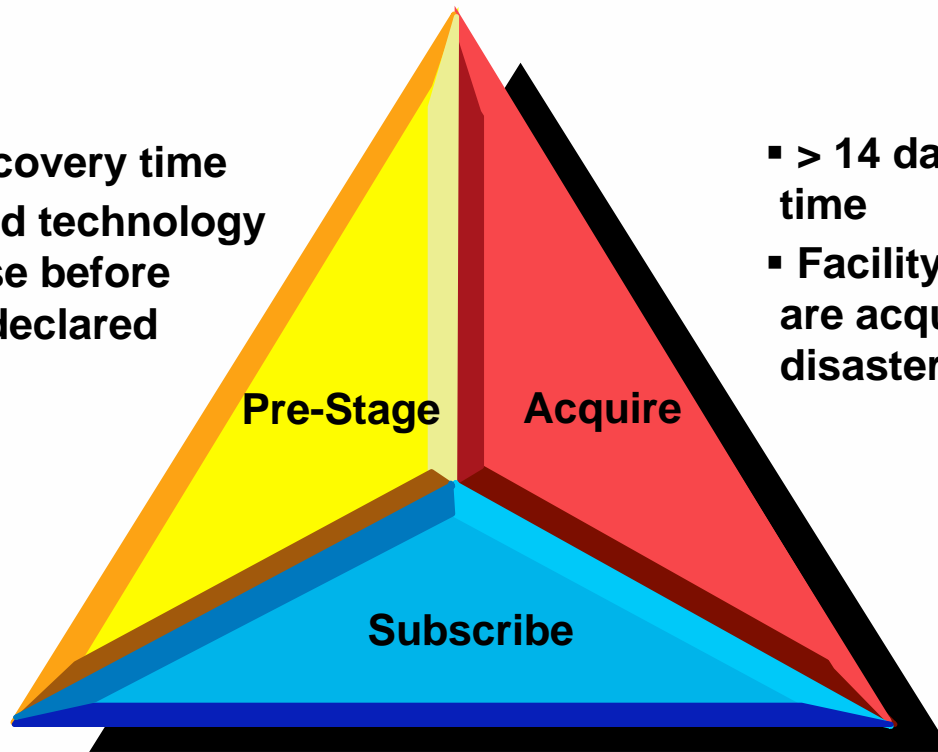 covery time
d technology
se before
declared
▪ > 14 da
time
▪ Facility
are acqu
disaster
Pre-Stage
Acquire
Subscribe